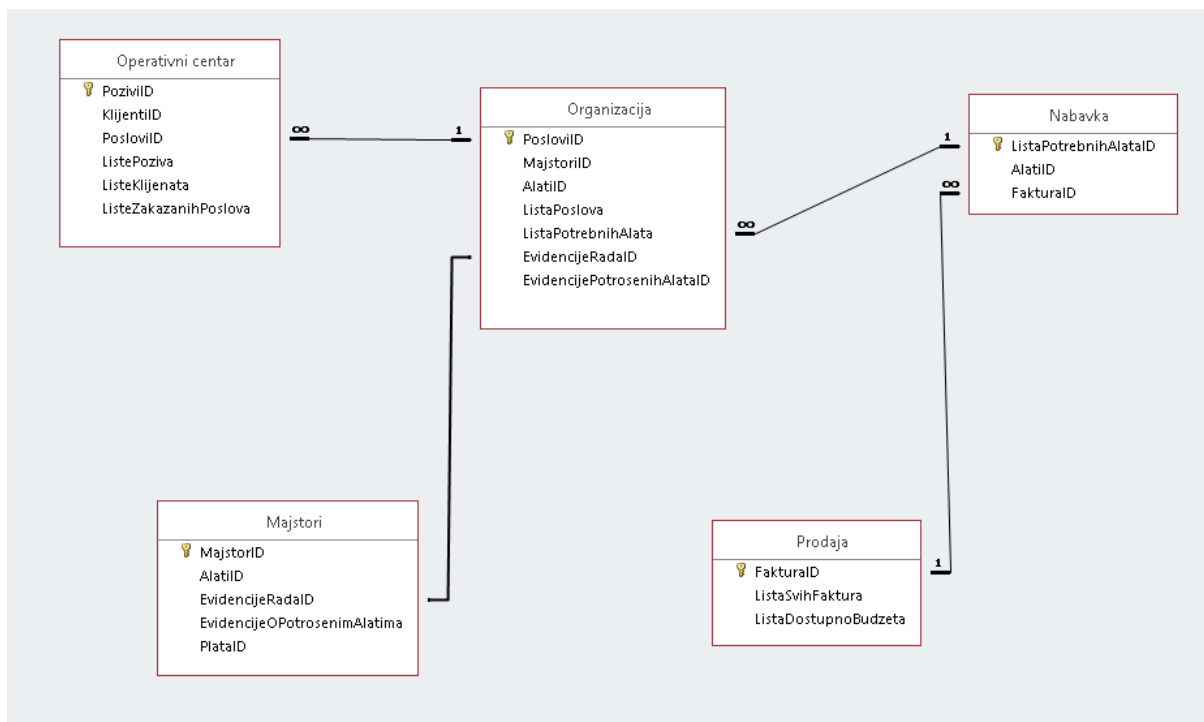 Operativni centar
PoziviID
KlijentiID
PosloviID
ListePoziva
ListeKlijenata
ListeZakazanihPoslova
∞
1
Organizacija
PosloviID
MajstoriID
AlatiID
ListaPoslova
ListaPotrebnihAlata
EvidencijeRadaID
EvidencijePotrosenihAlataID
∞
1
∞
Nabavka
ListaPotrebnihAlataID
AlatiID
FakturaID
Majstori
MajstorID
AlatiID
EvidencijeRadaID
EvidencijeOPotrosenimAlatima
PlataID
Prodaja
FakturaID
ListaSvihFaktura
ListaDostupnoBudzeta
1